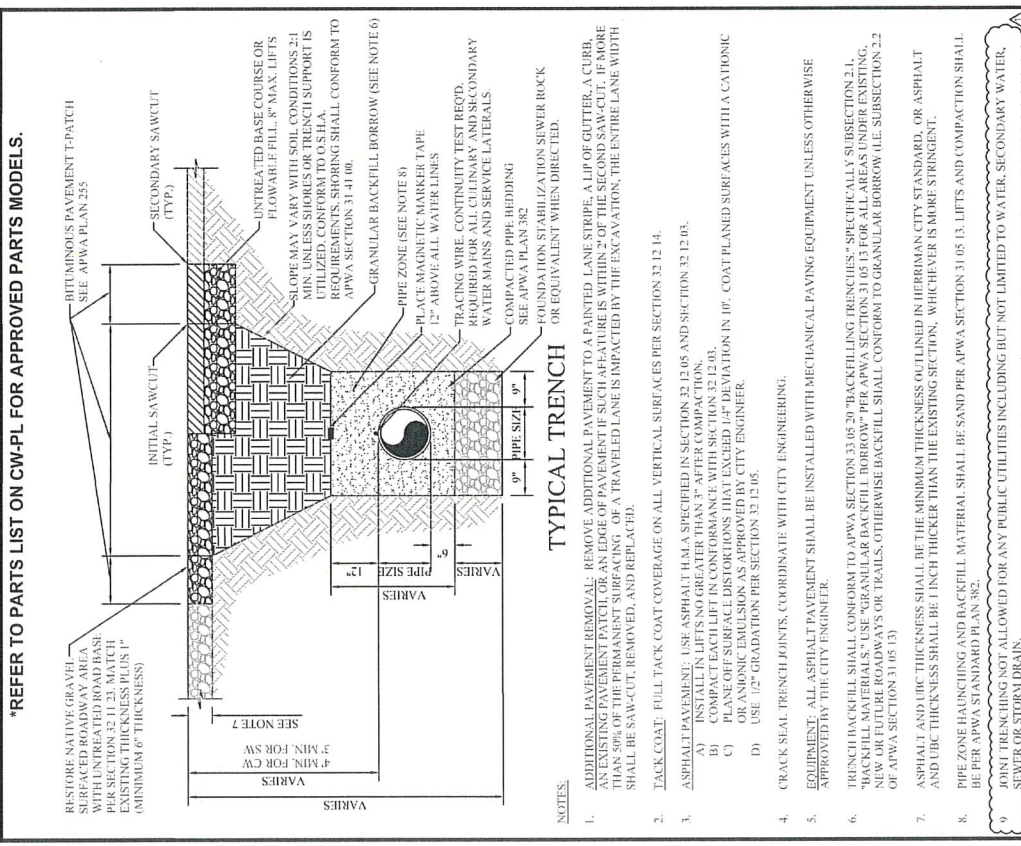 *REFER TO PARTS LIST ON CW-PL FOR APPROVED PARTS MODELS.
RESTORE NATIVE GRAVEL
SURFACED ROADWAY AREA
WITH UNTREATED ROAD BASE
PER SECTION 32 11 23. MATCH
EXISTING THICKNESS PLUS 1"
(MINIMUM 6" THICKNESS)
INITIAL SAWCUT
(TYP.)
BITUMINOUS PAVEMENT T-PATCH
SEE APWA PLAN 255
SECONDARY SAWCUT
(TYP.)
UNTREATED BASE COURSE OR
FLOWABLE FILL. 8" MAX. LIFTS
SLOPE MAY VARY WITH SOIL CONDITIONS 2:1
MIN. UNLESS SHORES OR TRENCH SUPPORT IS
UTILIZED. CONFORM TO O.S.H.A.
REQUIREMENTS. SHORING SHALL CONFORM TO
APWA SECTION 31 41 00.
GRANULAR BACKFILL BORROW (SEE NOTE 6)
PIPE ZONE (SEE NOTE 8)
PLACE MAGNETIC MARKER TAPE
12" ABOVE ALL WATER LINES
TRACING WIRE, CONTINUITY TEST REQ'D.
REQUIRED FOR ALL CULINARY AND SECONDARY
WATER MAINS AND SERVICE LATERALS.
COMPACTED PIPE BEDDING
SEE APWA PLAN 382
FOUNDATION STABILIZATION SEWER ROCK
OR EQUIVALENT WHEN DIRECTED.
SEE NOTE 7
4' MIN. FOR CW
3' MIN. FOR SW
VARIES
VARIES
12"
PIPE SIZE
6"
VARIES
VARIES
9" PIPE SIZE 9"
TYPICAL TRENCH
NOTES:
1. ADDITIONAL PAVEMENT REMOVAL: REMOVE ADDITIONAL PAVEMENT TO A PAINTED LANE STRIPE, A LIP OF GUTTER, A CURB,
AN EXISTING PAVEMENT PATCH, OR AN EDGE OF PAVEMENT IF SUCH AFEATURE IS WITHIN 2' OF THE SECOND SAW-CUT. IF MORE
THAN 50% OF THE PERMANENT SURFACING OF A TRAVELED LANE IS IMPACTED BY THE EXCAVATION, THE ENTIRE LANE WIDTH
SHALL BE SAW-CUT, REMOVED, AND REPLACED.
2. TACK COAT: FULL TACK COAT COVERAGE ON ALL VERTICAL SURFACES PER SECTION 32 12 14.
3. ASPHALT PAVEMENT: USE ASPHALT H.M.A SPECIFIED IN SECTION 32 12 05 AND SECTION 32 12 03.
A) INSTALL IN LIFTS NO GREATER THAN 3" AFTER COMPACTION.
B) COMPACT EACH LIFT IN CONFORMANCE WITH SECTION 32 12 03.
C) PLANE OFF SURFACE DISTORTIONS THAT EXCEED 1/4" DEVIATION IN 10'. COAT PLANED SURFACES WITH A CATIONIC
OR ANIONIC EMULSION AS APPROVED BY CITY ENGINEER.
D) USE 1/2" GRADATION PER SECTION 32 12 05.
4. CRACK SEAL TRENCH JOINTS, COORDINATE WITH CITY ENGINEERING.
5. EQUIPMENT: ALL ASPHALT PAVEMENT SHALL BE INSTALLED WITH MECHANICAL PAVING EQUIPMENT UNLESS OTHERWISE
APPROVED BY THE CITY ENGINEER.
6. TRENCH BACKFILL SHALL CONFORM TO APWA SECTION 33 05 20 "BACKFILLING TRENCHES." SPECIFICALLY SUBSECTION 2.1,
"BACKFILL MATERIALS," USE "GRANULAR BACKFILL BORROW" PER APWA SECTION 31 05 13 FOR ALL AREAS UNDER EXISTING,
NEW OR FUTURE ROADWAYS OR TRAILS, OTHERWISE BACKFILL SHALL CONFORM TO GRANULAR BORROW (I.E. SUBSECTION 2.2
OF APWA SECTION 31 05 13)
7. ASPHALT AND UBC THICKNESS SHALL BE THE MINIMUM THICKNESS OUTLINED IN HERRIMAN CITY STANDARD, OR ASPHALT
AND UBC THICKNESS SHALL BE 1 INCH THICKER THAN THE EXISTING SECTION, WHICHEVER IS MORE STRINGENT.
8. PIPE ZONE HAUNCHING AND BACKFILL MATERIAL SHALL BE SAND PER APWA SECTION 31 05 13. LIFTS AND COMPACTION SHALL
BE PER APWA STANDARD PLAN 382.
9 JOINT TRENCHING NOT ALLOWED FOR ANY PUBLIC UTILITIES INCLUDING BUT NOT LIMITED TO WATER, SECONDARY WATER,
SEWER OR STORM DRAIN.